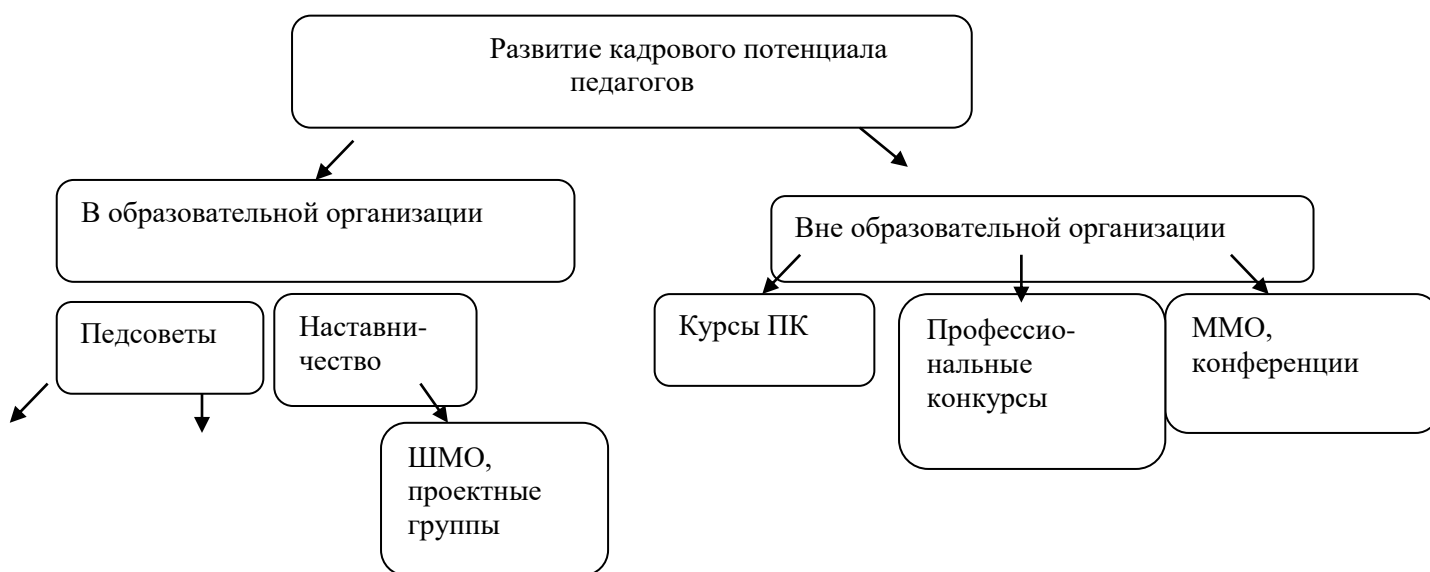 Развитие кадрового потенциала
педагогов
В образовательной организации
Вне образовательной организации
Педсоветы
Наставни-
чество
Курсы ПК
Профессио-
нальные
конкурсы
ММО,
конференции
ШМО,
проектные
группы